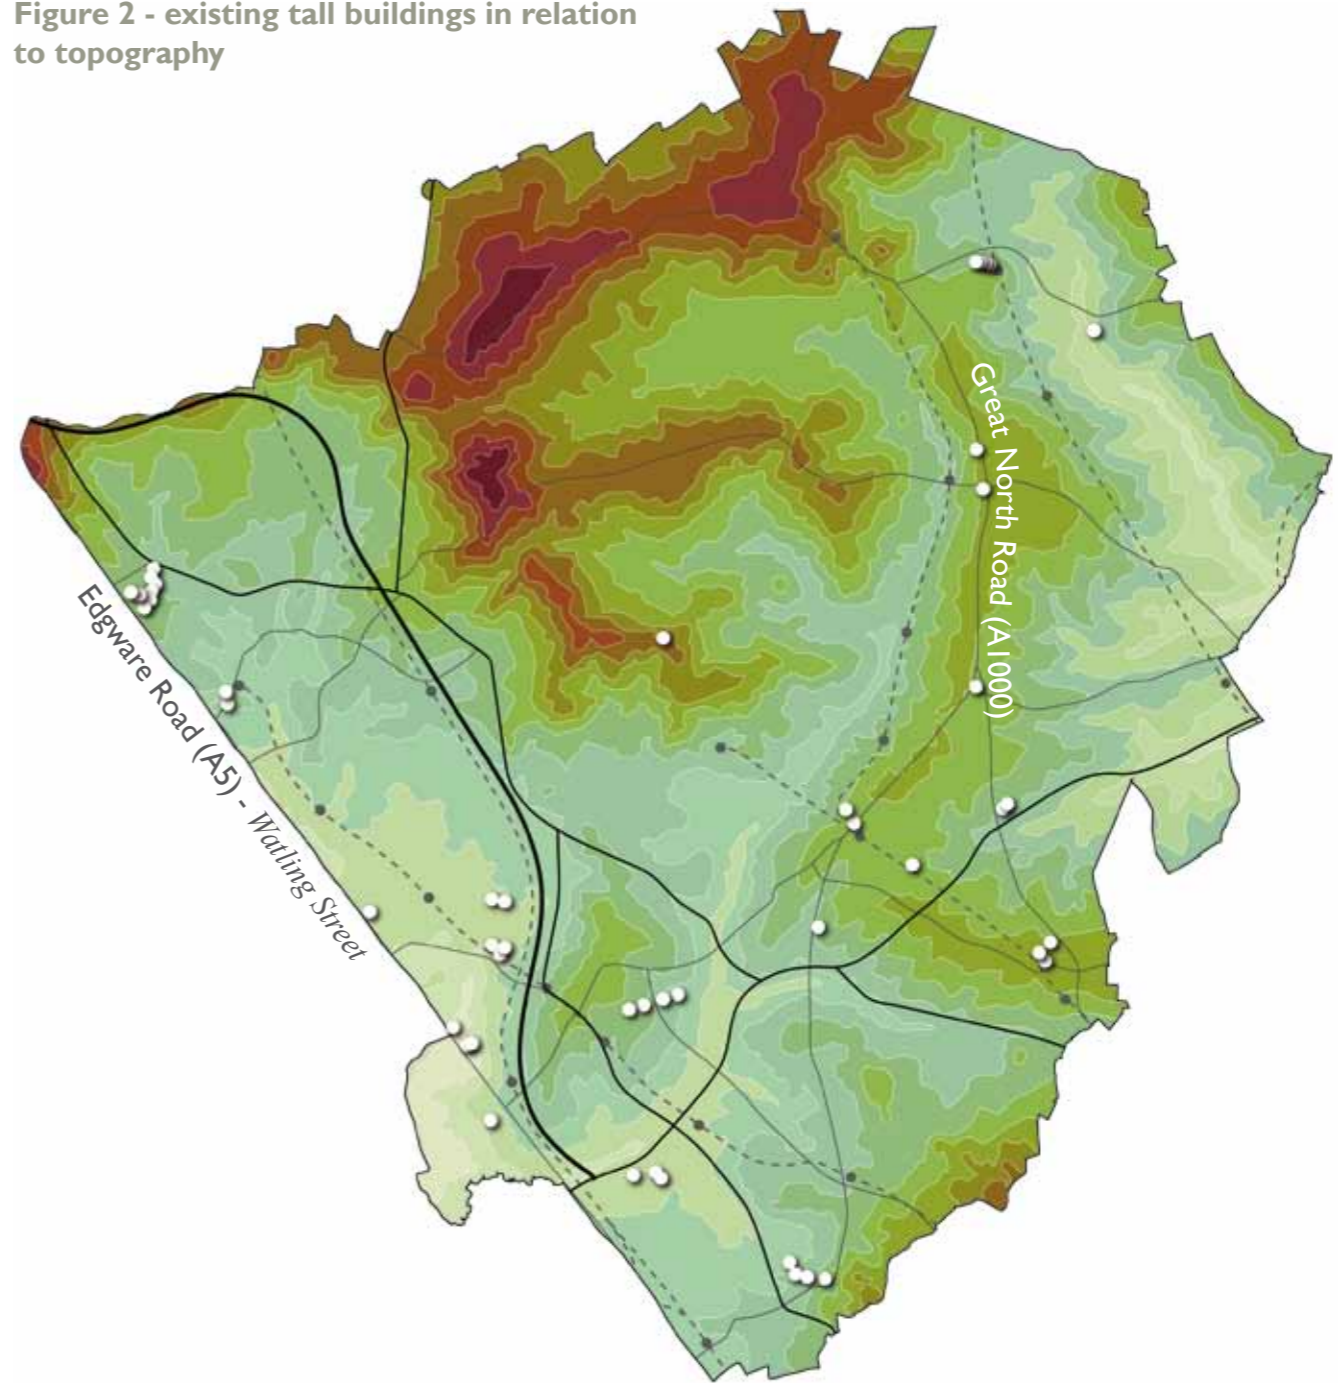 Figure 2 - existing tall buildings in relation
to topography
Great North Road (A1000)
Edgware Road (A5) - Watling Street